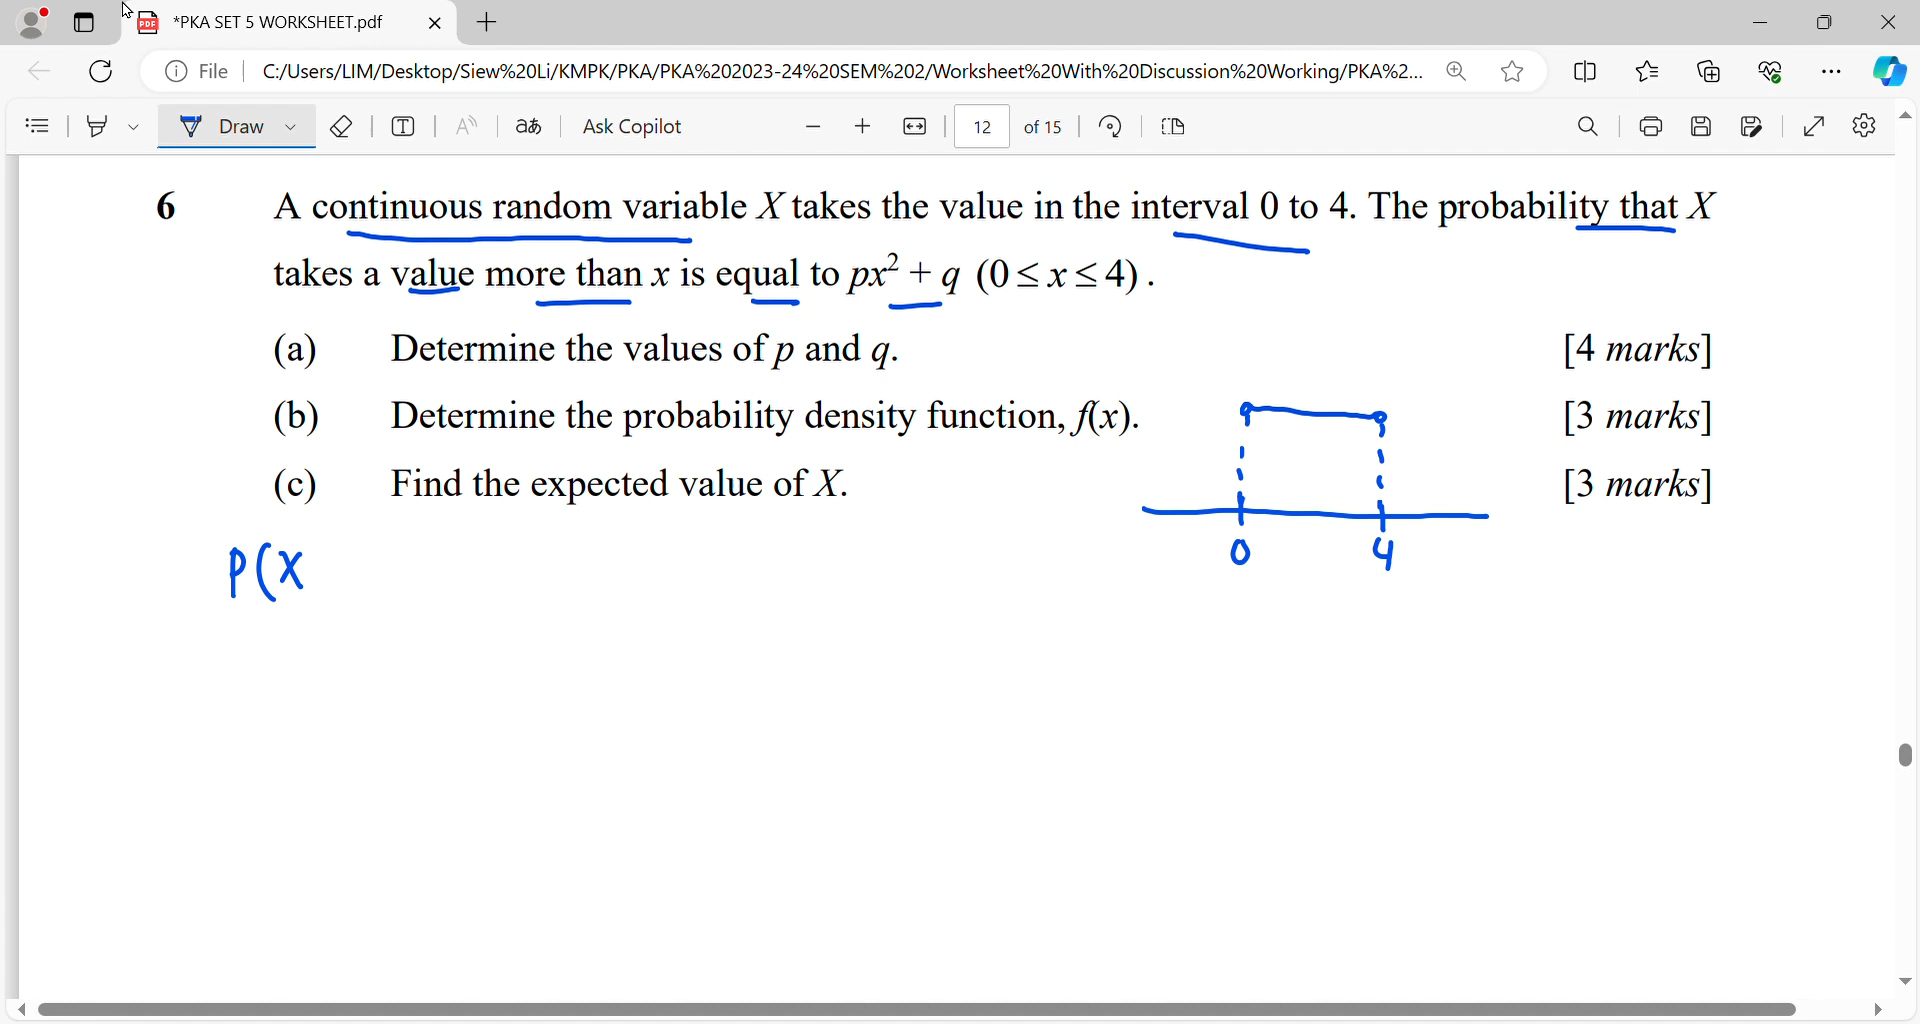 *PKA SET 5 WORKSHEET.pdf
File | C:/Users/LIM/Desktop/Siew%20Li/KMPK/PKA/PKA%202023-24%20SEM%202/Worksheet%20With%20Discussion%20Working/PKA%2...
Draw T A aあ Ask Copilot 12 of 15
6 A continuous random variable X takes the value in the interval 0 to 4. The probability that X
takes a value more than x is equal to px² + q (0 ≤ x ≤ 4) .
(a) Determine the values of p and q. [4 marks]
(b) Determine the probability density function, f(x). [3 marks]
(c) Find the expected value of X. [3 marks]
0 4
P(X